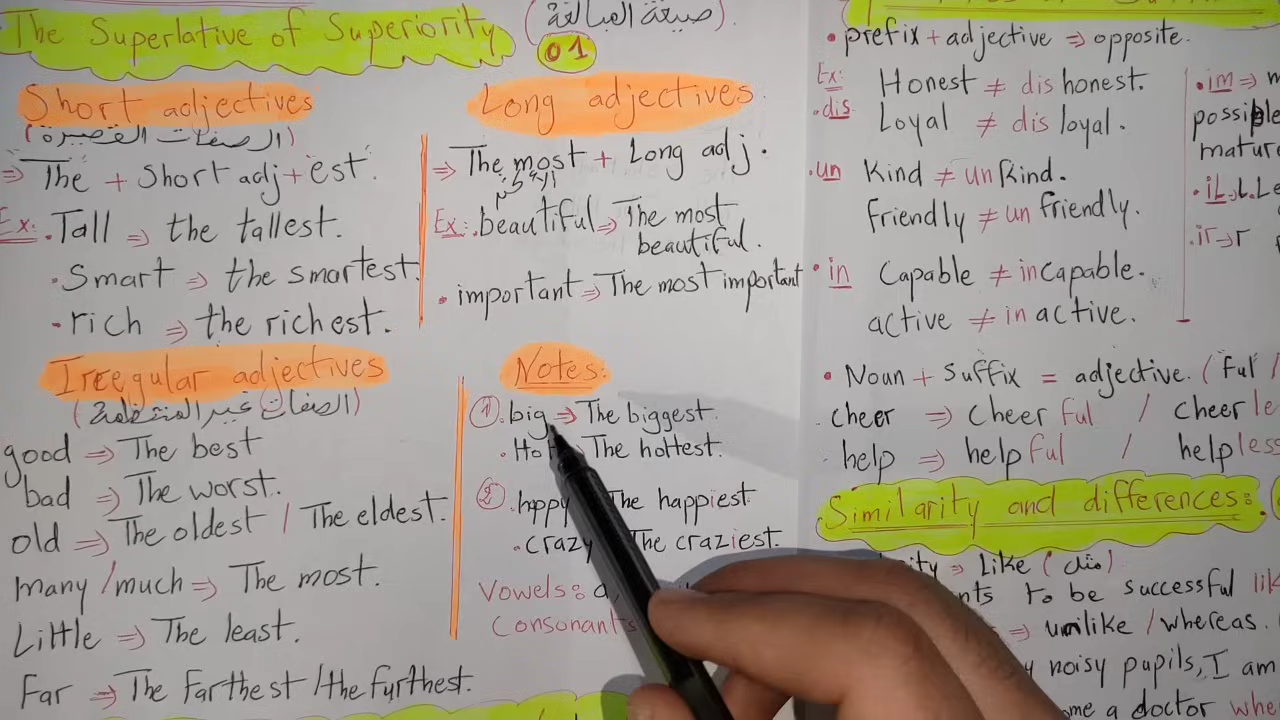 The Superlative of Superiority
(صيغة المبالغة).
01
Short adjectives
(الصفات القصيرة)
⇒ The + Short adj + est.
Ex: . Tall ⇒ the tallest.
. Smart ⇒ the smartest.
. rich ⇒ the richest.
Long adjectives
⇒ The most + Long adj.
الأكثر
Ex: . beautiful ⇒ The most
beautiful.
. important ⇒ The most important
Irregular adjectives
(الصفات غير المنتظمة)
good ⇒ The best
bad ⇒ The worst.
old ⇒ The oldest / The eldest.
many / much ⇒ The most.
Little ⇒ The least.
Far ⇒ The farthest / the furthest.
Notes:
① . big ⇒ The biggest.
. Hot The hottest.
② . happy The happiest.
. crazy The craziest.
Vowels: a,
Consonants
. prefix + adjective ⇒ opposite.
Ex: Honest ≠ dishonest.
. dis Loyal ≠ disloyal.
. un Kind ≠ unkind.
Friendly ≠ unfriendly.
. in Capable ≠ incapable.
active ≠ inactive.
. im ⇒ m
possible
mature
. iL ⇒ L. Le
. ir ⇒ r
. Noun + suffix = adjective. (ful /
cheer ⇒ cheerful / cheerle
. help ⇒ helpful / helpless
Similarity and differences:
⇒ Like (مثل)
nts to be successful lik
⇒ unlike / whereas.
y noisy pupils, I am
me a doctor whe